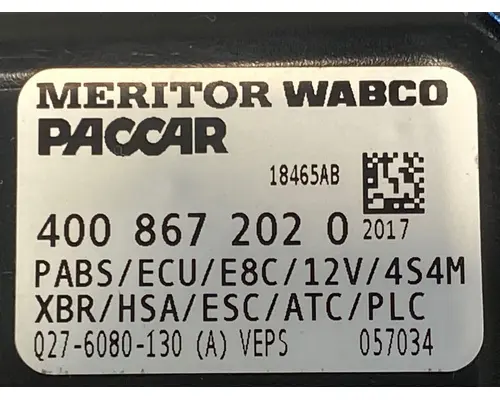 MERITOR WABCO
PACCAR
18465AB
400 867 202 0 2017
PABS/ECU/E8C/12V/4S4M
XBR/HSA/ESC/ATC/PLC
Q27-6080-130 (A) VEPS 057034